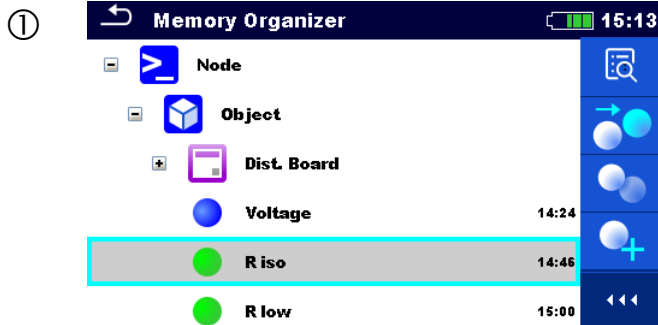 ①
Memory Organizer 15:13
Node
Object
Dist. Board
Voltage 14:24
R iso 14:46
R low 15:00